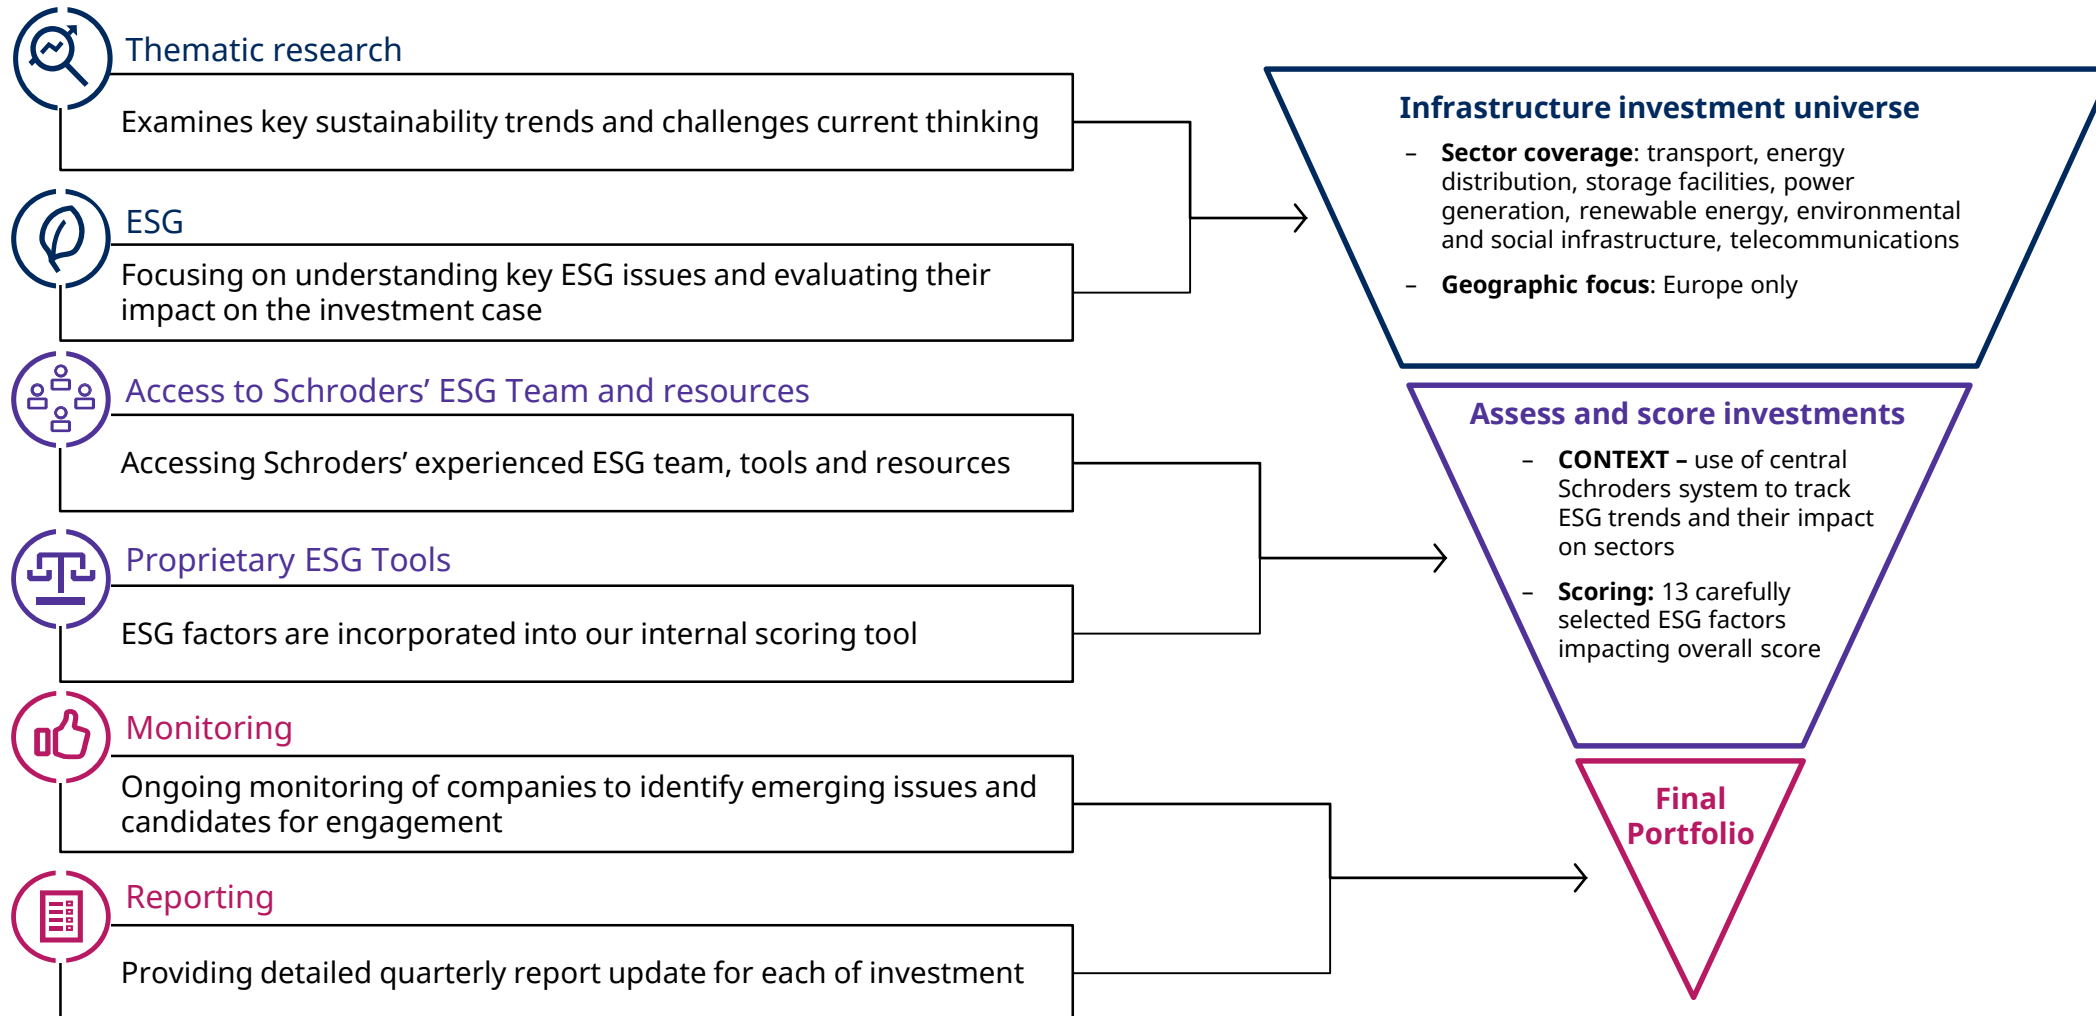 Thematic research
Examines key sustainability trends and challenges current thinking
ESG
Focusing on understanding key ESG issues and evaluating their
impact on the investment case
Access to Schroders’ ESG Team and resources
Accessing Schroders’ experienced ESG team, tools and resources
Proprietary ESG Tools
ESG factors are incorporated into our internal scoring tool
Monitoring
Ongoing monitoring of companies to identify emerging issues and
candidates for engagement
Reporting
Providing detailed quarterly report update for each of investment
Infrastructure investment universe
– Sector coverage: transport, energy
distribution, storage facilities, power
generation, renewable energy, environmental
and social infrastructure, telecommunications
– Geographic focus: Europe only
Assess and score investments
– CONTEXT – use of central
Schroders system to track
ESG trends and their impact
on sectors
– Scoring: 13 carefully
selected ESG factors
impacting overall score
Final
Portfolio